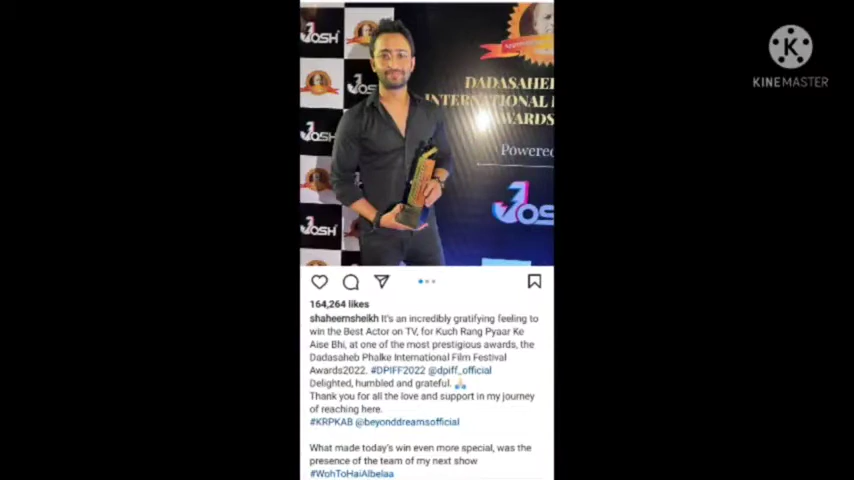 K
KINEMASTER
JOSH
JOSH
JOSH
JOSH
DADASAHEB
INTERNATIONAL
AWARDS
Powered
164,264 likes
shaheernsheikh It's an incredibly gratifying feeling to
win the Best Actor on TV, for Kuch Rang Pyaar Ke
Aise Bhi, at one of the most prestigious awards, the
Dadasaheb Phalke International Film Festival
Awards2022. #DPIFF2022 @dpiff_official
Delighted, humbled and grateful. 🙏
Thank you for all the love and support in my journey
of reaching here.
#KRPKAB @beyonddreamsofficial
What made today's win even more special, was the
presence of the team of my next show
#WohToHaiAlbelaa